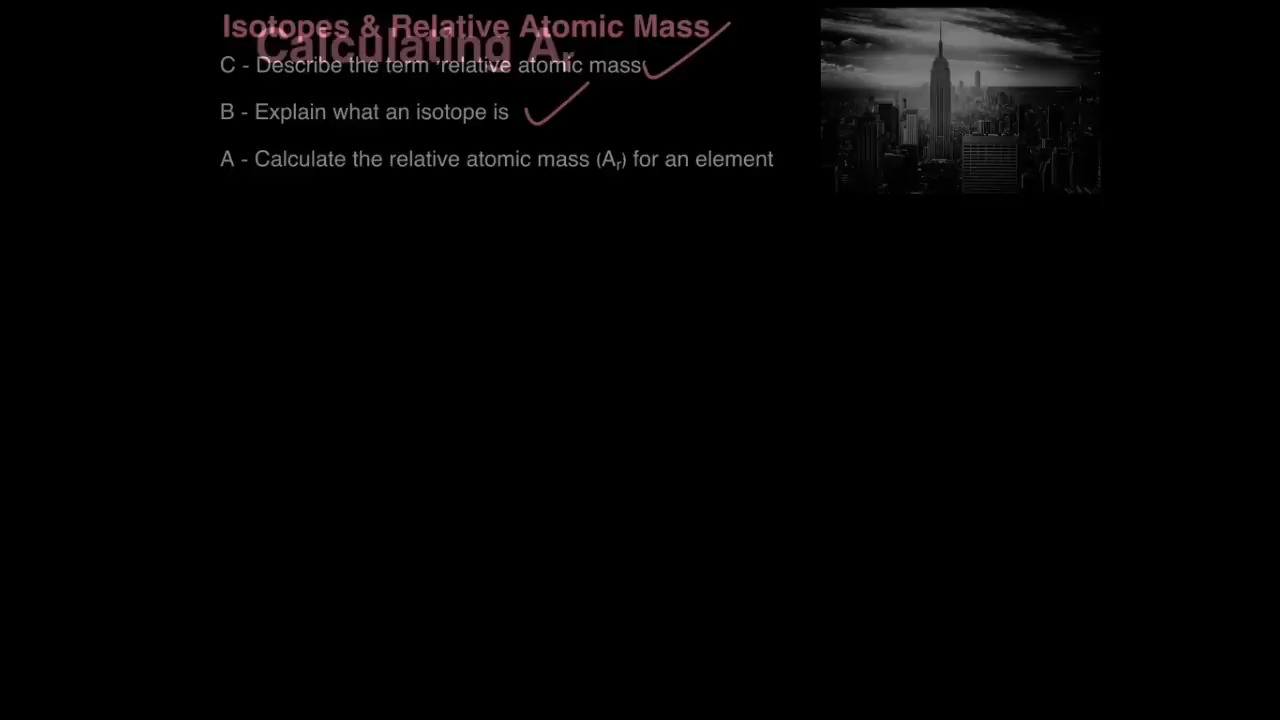 Isotopes & Relative Atomic Mass
Calculating Ar
C - Describe the term 'relative atomic mass
B - Explain what an isotope is
A - Calculate the relative atomic mass (Ar) for an element